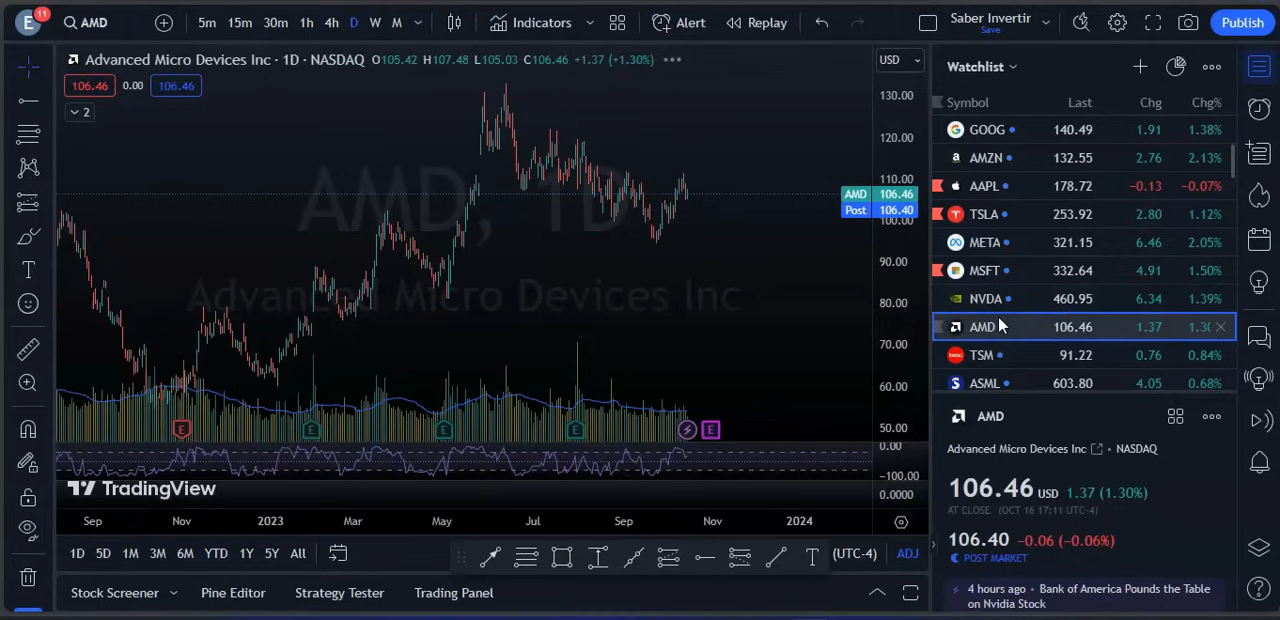 E 11 AMD 5m 15m 30m 1h 4h D W M Indicators Alert Replay Saber Invertir Save Publish
Advanced Micro Devices Inc · 1D · NASDAQ O105.42 H107.48 L105.03 C106.46 +1.37 (+1.30%)
106.46 0.00 106.46
2
AMD, 1D
Advanced Micro Devices Inc
USD
130.00
120.00
110.00
AMD 106.46
Post 106.40
100.00
90.00
80.00
70.00
60.00
50.00
0.00
−100.00
0.0000
E E E E E
TradingView
Sep Nov 2023 Mar May Jul Sep Nov 2024
1D 5D 1M 3M 6M YTD 1Y 5Y All (UTC-4) ADJ
Stock Screener Pine Editor Strategy Tester Trading Panel
Watchlist
Symbol Last Chg Chg%
GOOG 140.49 1.91 1.38%
AMZN 132.55 2.76 2.13%
AAPL 178.72 −0.13 −0.07%
TSLA 253.92 2.80 1.12%
META 321.15 6.46 2.05%
MSFT 332.64 4.91 1.50%
NVDA 460.95 6.34 1.39%
AMD 106.46 1.37 1.30
TSM 91.22 0.76 0.84%
ASML 603.80 4.05 0.68%
AMD
Advanced Micro Devices Inc · NASDAQ
106.46 USD 1.37 (1.30%)
AT CLOSE (OCT 16 17:11 UTC-4)
106.40 −0.06 (−0.06%)
POST MARKET
4 hours ago · Bank of America Pounds the Table
on Nvidia Stock